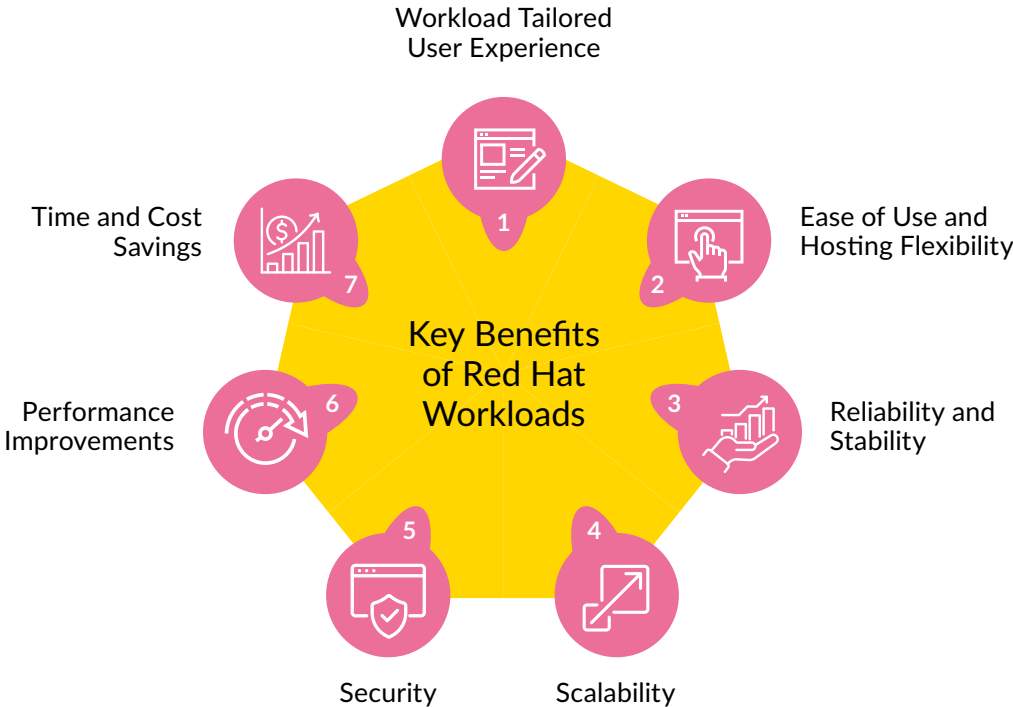 Workload Tailored
User Experience
1
Ease of Use and
Hosting Flexibility
2
Reliability and
Stability
3
Scalability
4
Security
5
Performance
Improvements
6
Time and Cost
Savings
7
$
Key Benefits
of Red Hat
Workloads